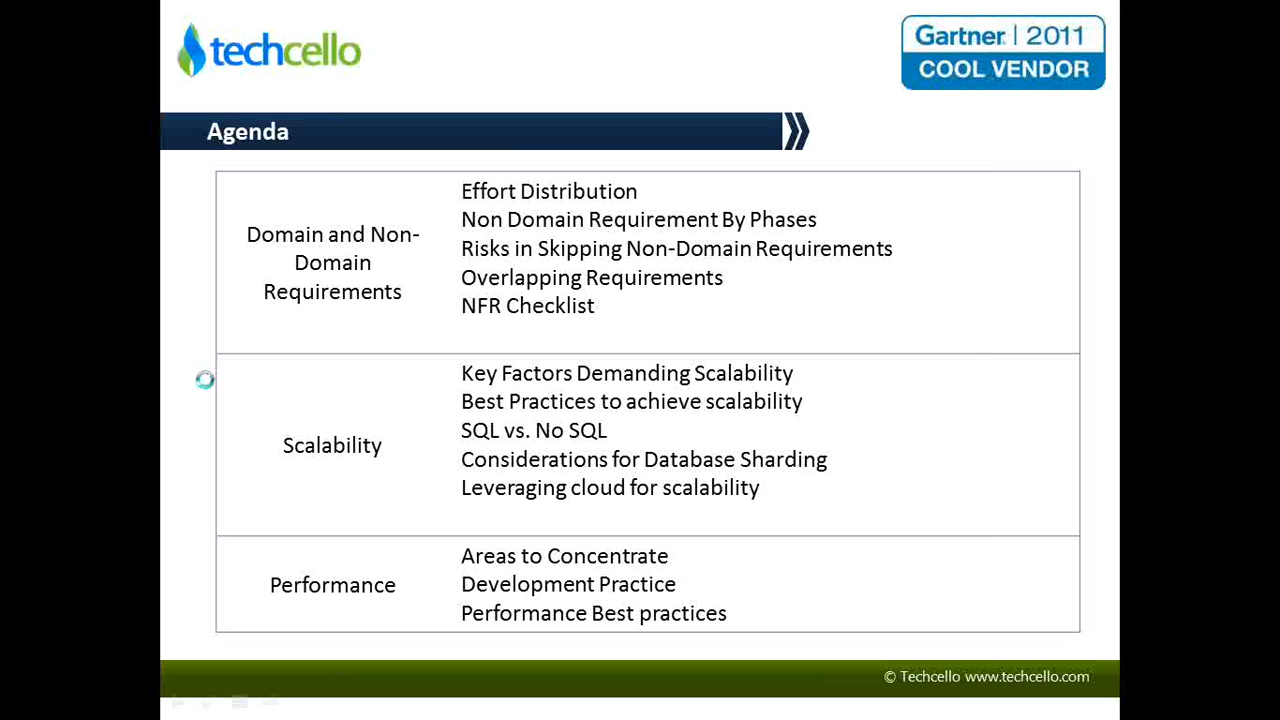 techcello
Gartner | 2011
COOL VENDOR
Agenda
Domain and Non-
Domain
Requirements
Effort Distribution
Non Domain Requirement By Phases
Risks in Skipping Non-Domain Requirements
Overlapping Requirements
NFR Checklist
Scalability
Key Factors Demanding Scalability
Best Practices to achieve scalability
SQL vs. No SQL
Considerations for Database Sharding
Leveraging cloud for scalability
Performance
Areas to Concentrate
Development Practice
Performance Best practices
© Techcello www.techcello.com